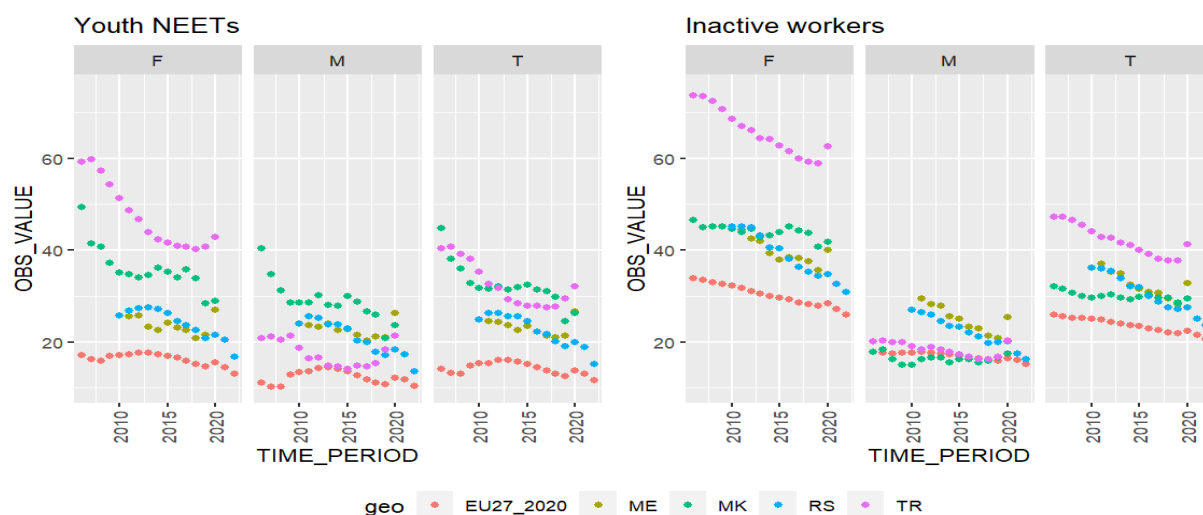 Youth NEETs
F M T
OBS_VALUE
60
40
20
2010 2015 2020 2010 2015 2020 2010 2015 2020
TIME_PERIOD
Inactive workers
F M T
OBS_VALUE
60
40
20
2010 2015 2020 2010 2015 2020 2010 2015 2020
TIME_PERIOD
geo EU27_2020 ME MK RS TR